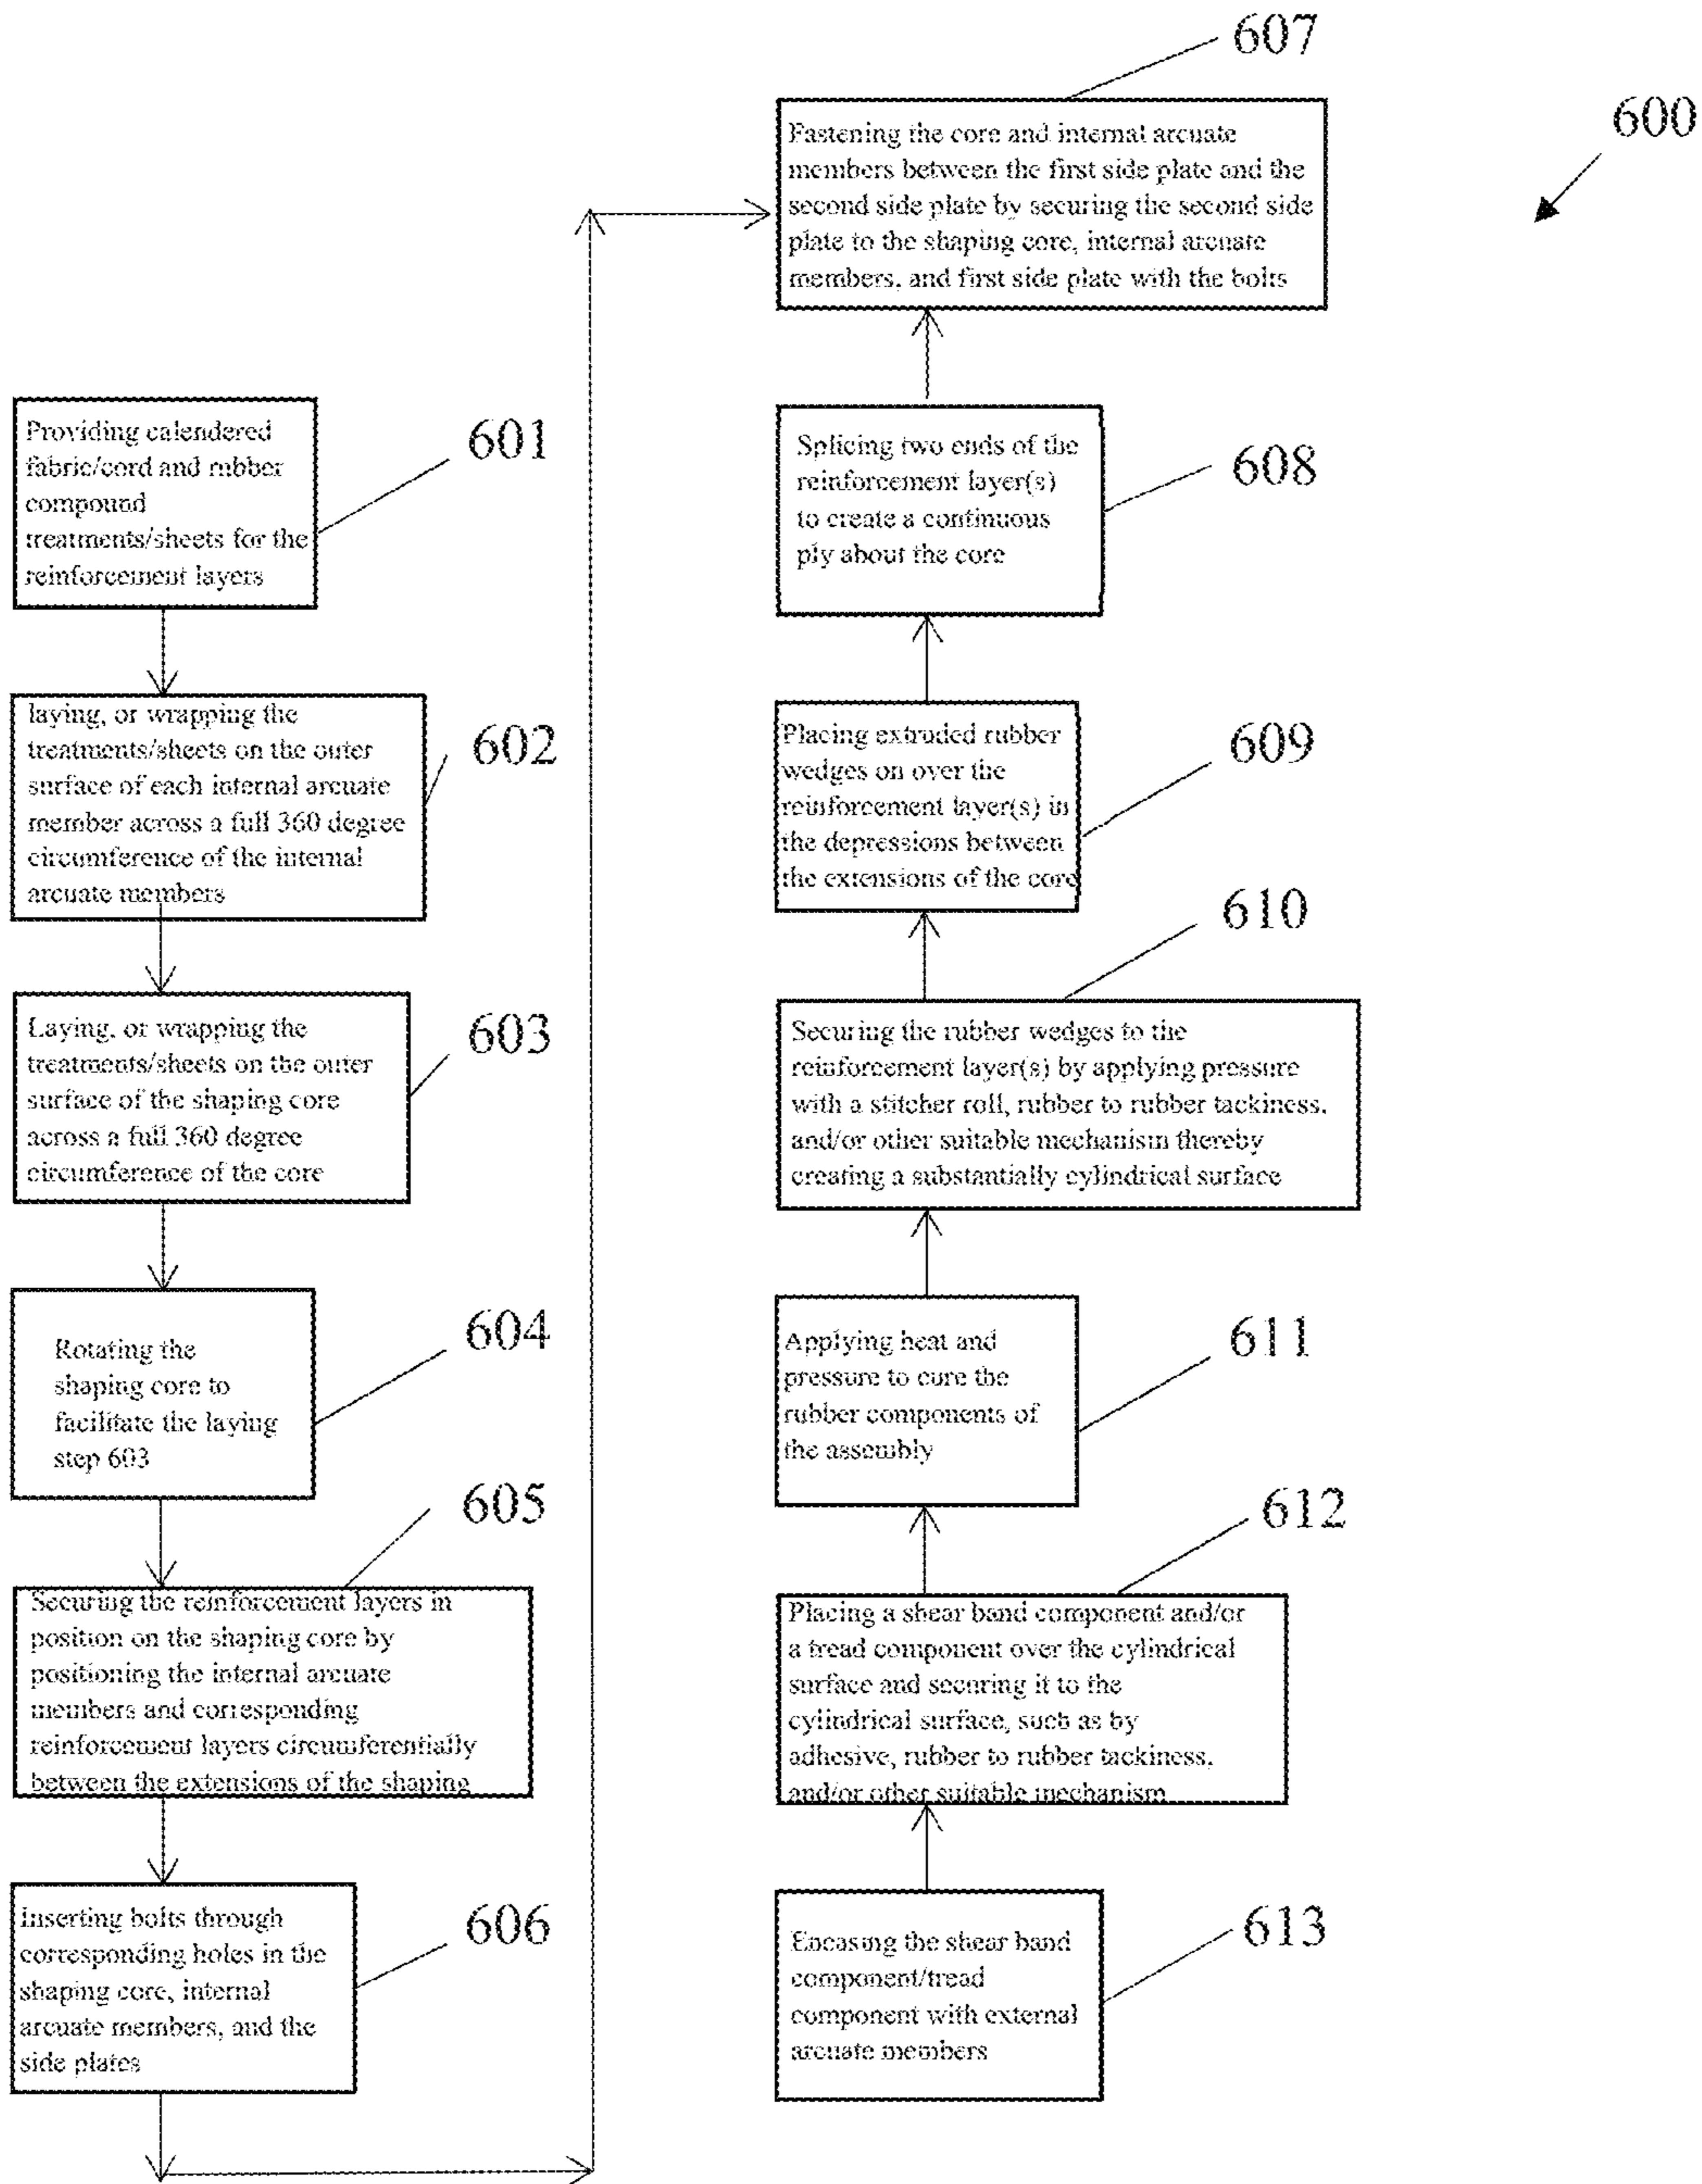 607
600
Fastening the core and internal arcuate
members between the first side plate and the
second side plate by securing the second side
plate to the shaping core, internal arcuate
members, and first side plate with the bolts
601
Providing calendered
fabric/cord and rubber
compound
treatments/sheets for the
reinforcement layers
602
laying, or wrapping the
treatments/sheets on the outer
surface of each internal arcuate
member across a full 360 degree
circumference of the internal
arcuate members
603
Laying, or wrapping the
treatments/sheets on the outer
surface of the shaping core
across a full 360 degree
circumference of the core
604
Rotating the
shaping core to
facilitate the laying
step 603
605
Securing the reinforcement layers in
position on the shaping core by
positioning the internal arcuate
members and corresponding
reinforcement layers circumferentially
between the extensions of the shaping
606
Inserting bolts through
corresponding holes in the
shaping core, internal
arcuate members, and the
side plates
608
Splicing two ends of the
reinforcement layer(s)
to create a continuous
ply about the core
609
Placing extruded rubber
wedges on over the
reinforcement layer(s) in
the depressions between
the extensions of the core
610
Securing the rubber wedges to the
reinforcement layer(s) by applying pressure
with a stitcher roll, rubber to rubber tackiness,
and/or other suitable mechanism thereby
creating a substantially cylindrical surface
611
Applying heat and
pressure to cure the
rubber components of
the assembly
612
Placing a shear band component and/or
a tread component over the cylindrical
surface and securing it to the
cylindrical surface, such as by
adhesive, rubber to rubber tackiness,
and/or other suitable mechanism
613
Encasing the shear band
component/tread
component with external
arcuate members